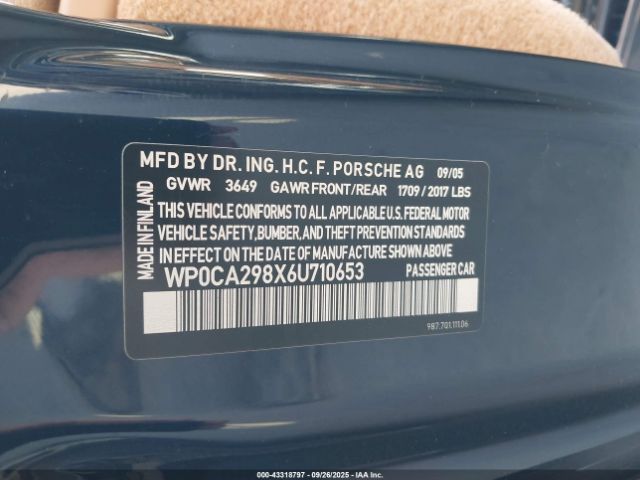 MFD BY DR. ING. H.C. F. PORSCHE AG 09/05
GVWR 3649 GAWR FRONT/REAR 1709 / 2017 LBS
THIS VEHICLE CONFORMS TO ALL APPLICABLE U.S. FEDERAL MOTOR
VEHICLE SAFETY, BUMPER, AND THEFT PREVENTION STANDARDS
IN EFFECT ON THE DATE OF MANUFACTURE SHOWN ABOVE
WP0CA298X6U710653 PASSENGER CAR
987.701.111.06
MADE IN FINLAND
000-43318797 - 09/26/2025 - IAA Inc.